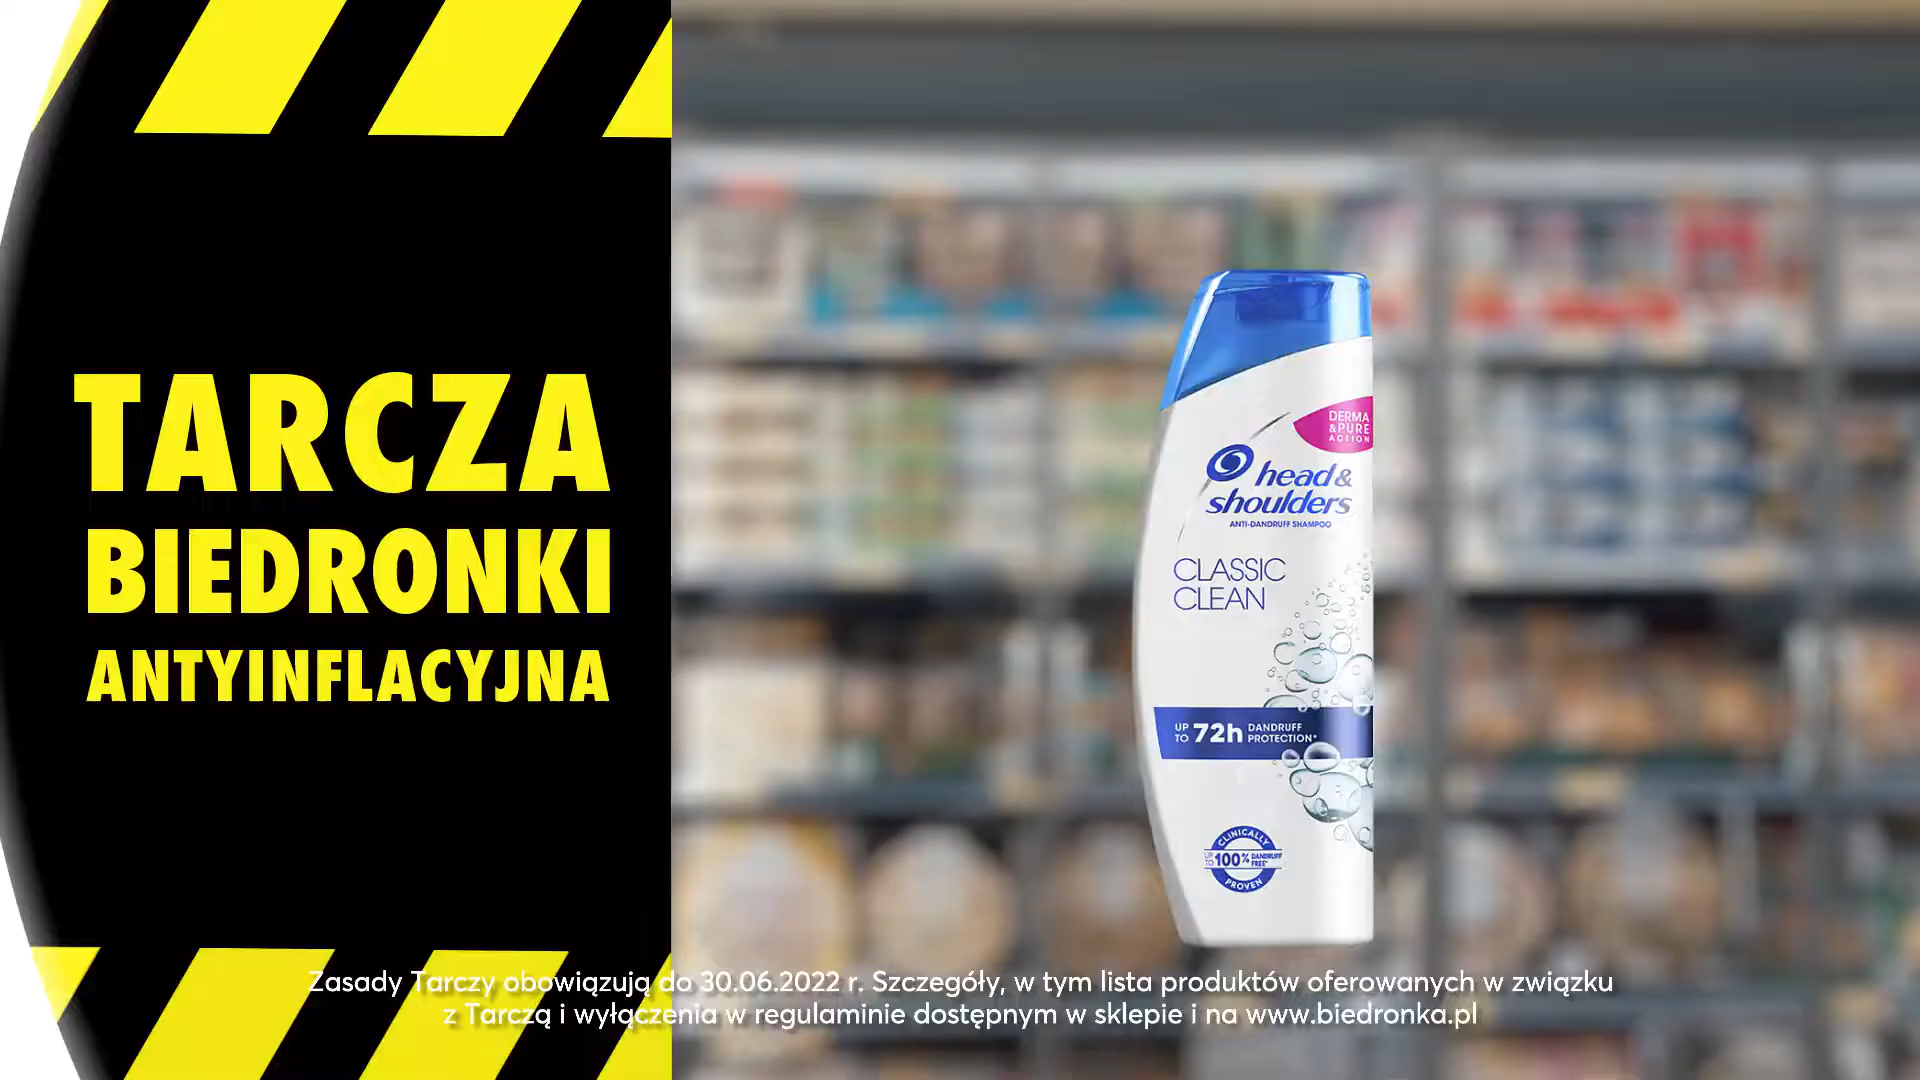 TARCZA
BIEDRONKI
ANTYINFLACYJNA
DERMA
&PURE
ACTION
head&
shoulders
ANTI-DANDRUFF SHAMPOO
CLASSIC
CLEAN
UP TO 72h DANDRUFF PROTECTION*
CLINICALLY
UP TO 100% DANDRUFF FREE*
PROVEN
Zasady Tarczy obowiązują do 30.06.2022 r. Szczegóły, w tym lista produktów oferowanych w związku
z Tarczą i wyłączenia w regulaminie dostępnym w sklepie i na www.biedronka.pl